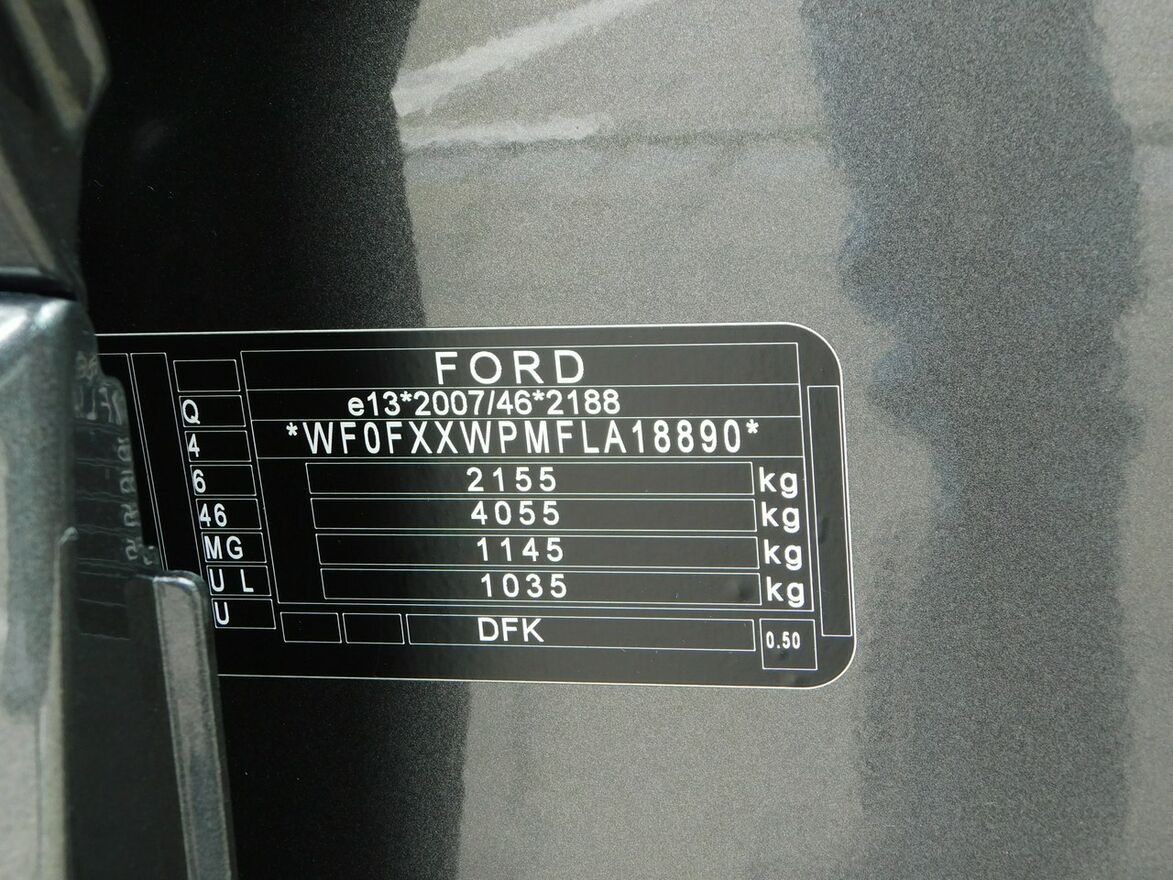 FORD
e13*2007/46*2188
Q
*WF0FXXWPMFLA18890*
4
6 2155 kg
46 4055 kg
MG 1145 kg
U L 1035 kg
U DFK 0.50